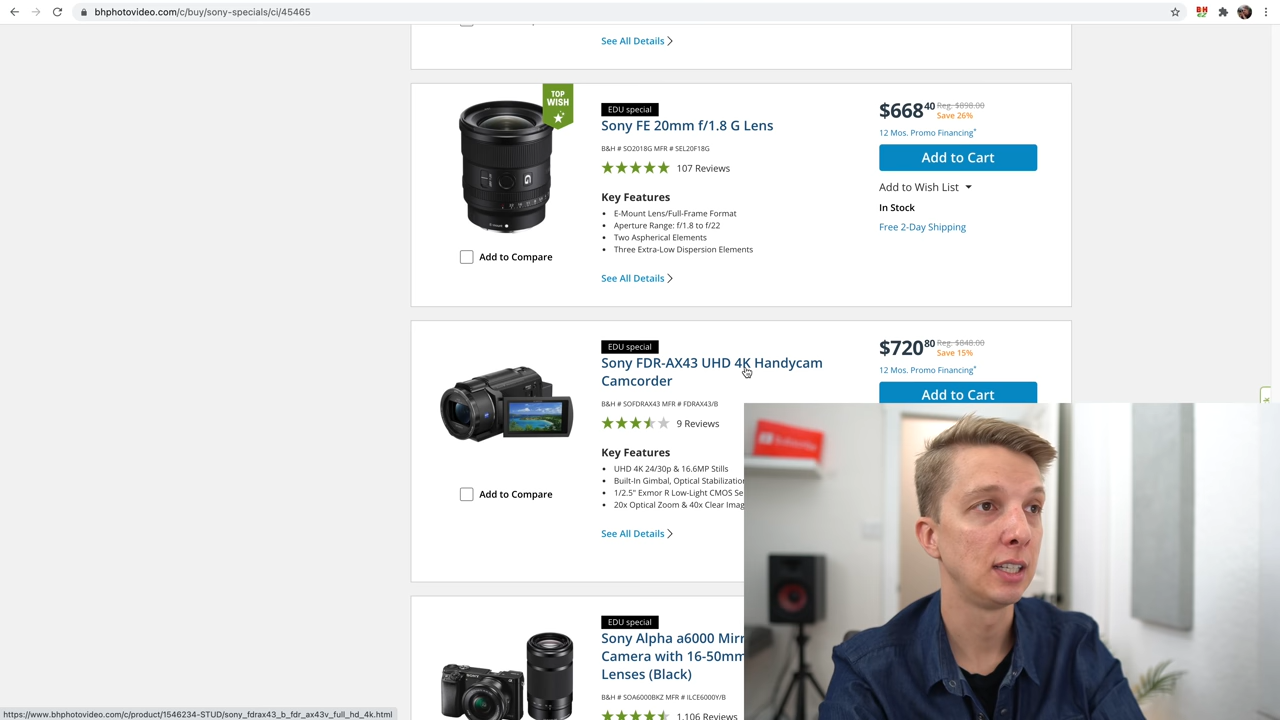 bhphotovideo.com/c/buy/sony-specials/ci/45465
See All Details
TOP
WISH
EDU special
Sony FE 20mm f/1.8 G Lens
B&H # SO2018G MFR # SEL20F18G
107 Reviews
Key Features
E-Mount Lens/Full-Frame Format
Aperture Range: f/1.8 to f/22
Two Aspherical Elements
Three Extra-Low Dispersion Elements
Add to Compare
See All Details
$668 40 Reg. $898.00
Save 26%
12 Mos. Promo Financing*
Add to Cart
Add to Wish List
In Stock
Free 2-Day Shipping
EDU special
Sony FDR-AX43 UHD 4K Handycam
Camcorder
B&H # SOFDRAX43 MFR # FDRAX43/B
9 Reviews
Key Features
UHD 4K 24/30p & 16.6MP Stills
Built-In Gimbal, Optical Stabilization
1/2.5" Exmor R Low-Light CMOS Se
20x Optical Zoom & 40x Clear Imag
Add to Compare
See All Details
$720 80 Reg. $848.00
Save 15%
12 Mos. Promo Financing*
Add to Cart
EDU special
Sony Alpha a6000 Mirr
Camera with 16-50mm
Lenses (Black)
B&H # SOA6000BKZ MFR # ILCE6000Y/B
1,106 Reviews
https://www.bhphotovideo.com/c/product/1546234-STUD/sony_fdrax43_b_fdr_ax43v_full_hd_4k.html